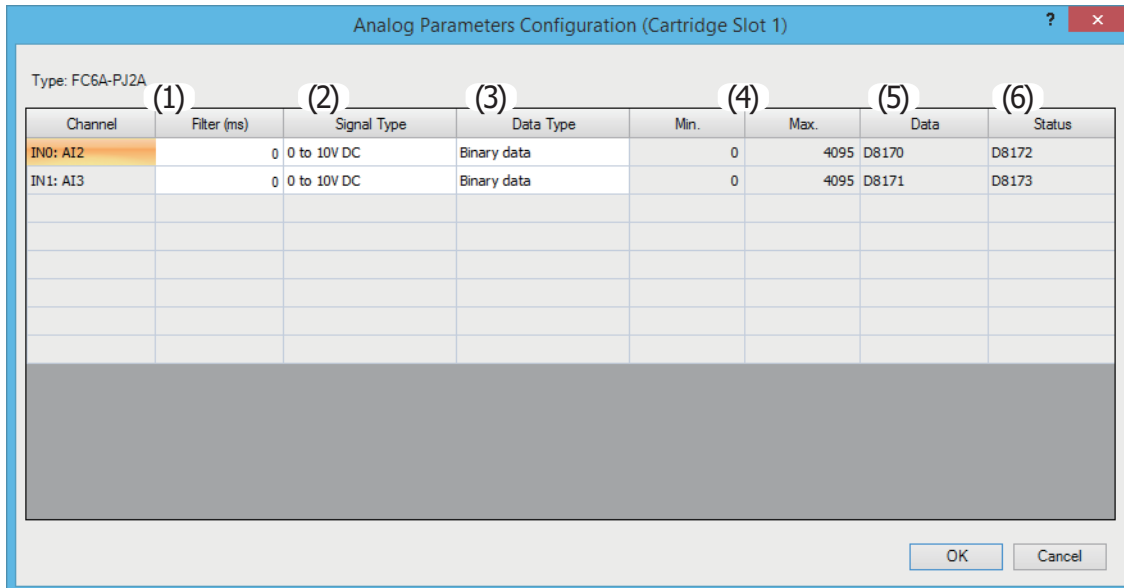 Analog Parameters Configuration (Cartridge Slot 1) ? ×
Type: FC6A-PJ2A
(1) (2) (3) (4) (5) (6)
Channel Filter (ms) Signal Type Data Type Min. Max. Data Status
IN0: AI2 0 0 to 10V DC Binary data 0 4095 D8170 D8172
IN1: AI3 0 0 to 10V DC Binary data 0 4095 D8171 D8173
OK Cancel